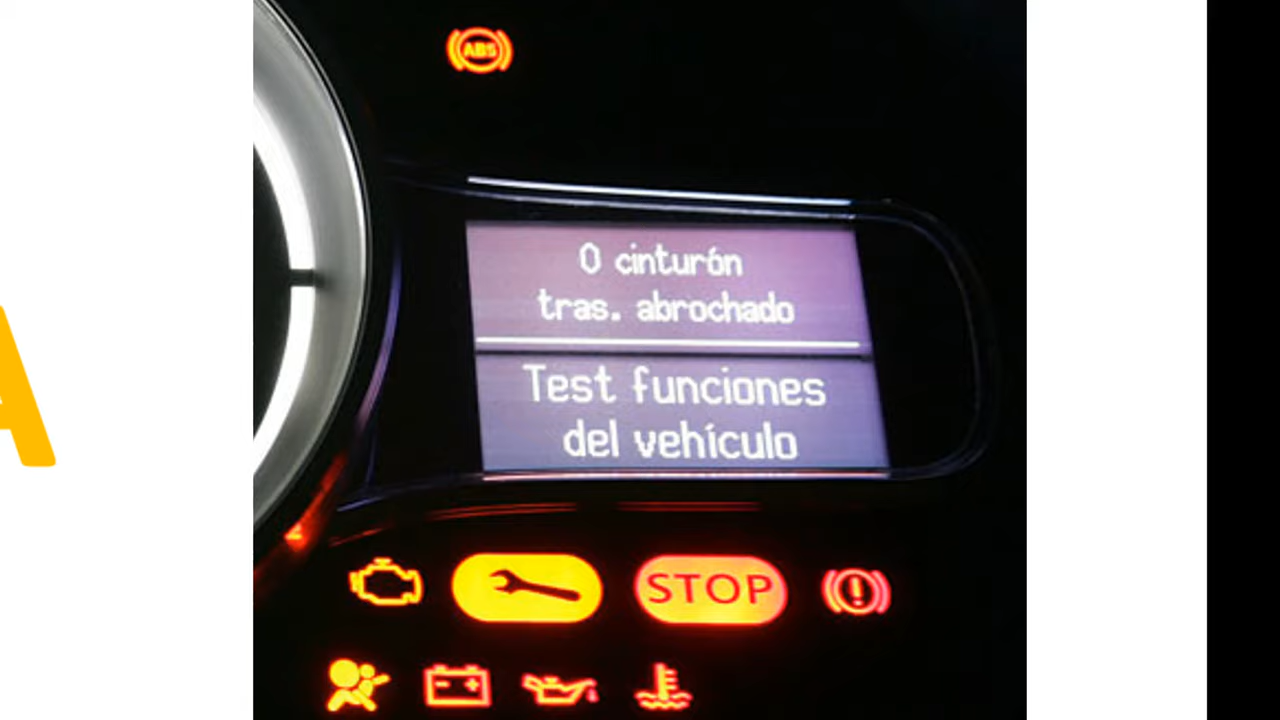 ABS
0 cinturón
tras. abrochado
Test funciones
del vehículo
STOP
A